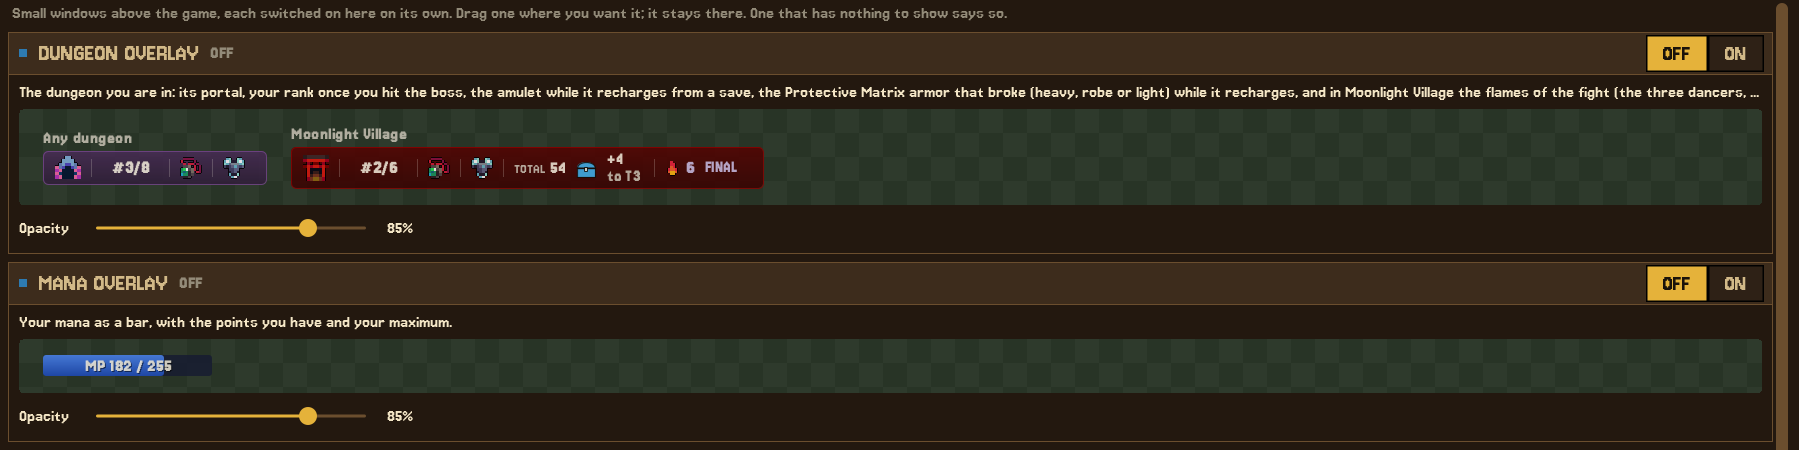 Small windows above the game, each switched on here on its own. Drag one where you want it; it stays there. One that has nothing to show says so.
DUNGEON OVERLAY OFF
OFF ON
The dungeon you are in: its portal, your rank once you hit the boss, the amulet while it recharges from a save, the Protective Matrix armor that broke (heavy, robe or light) while it recharges, and in Moonlight Village the flames of the fight (the three dancers, ...
Any dungeon
#3/8
Moonlight Village
#2/6 TOTAL 54 +4 to T3 6 FINAL
Opacity 85%
MANA OVERLAY OFF
OFF ON
Your mana as a bar, with the points you have and your maximum.
MP 182 / 255
Opacity 85%